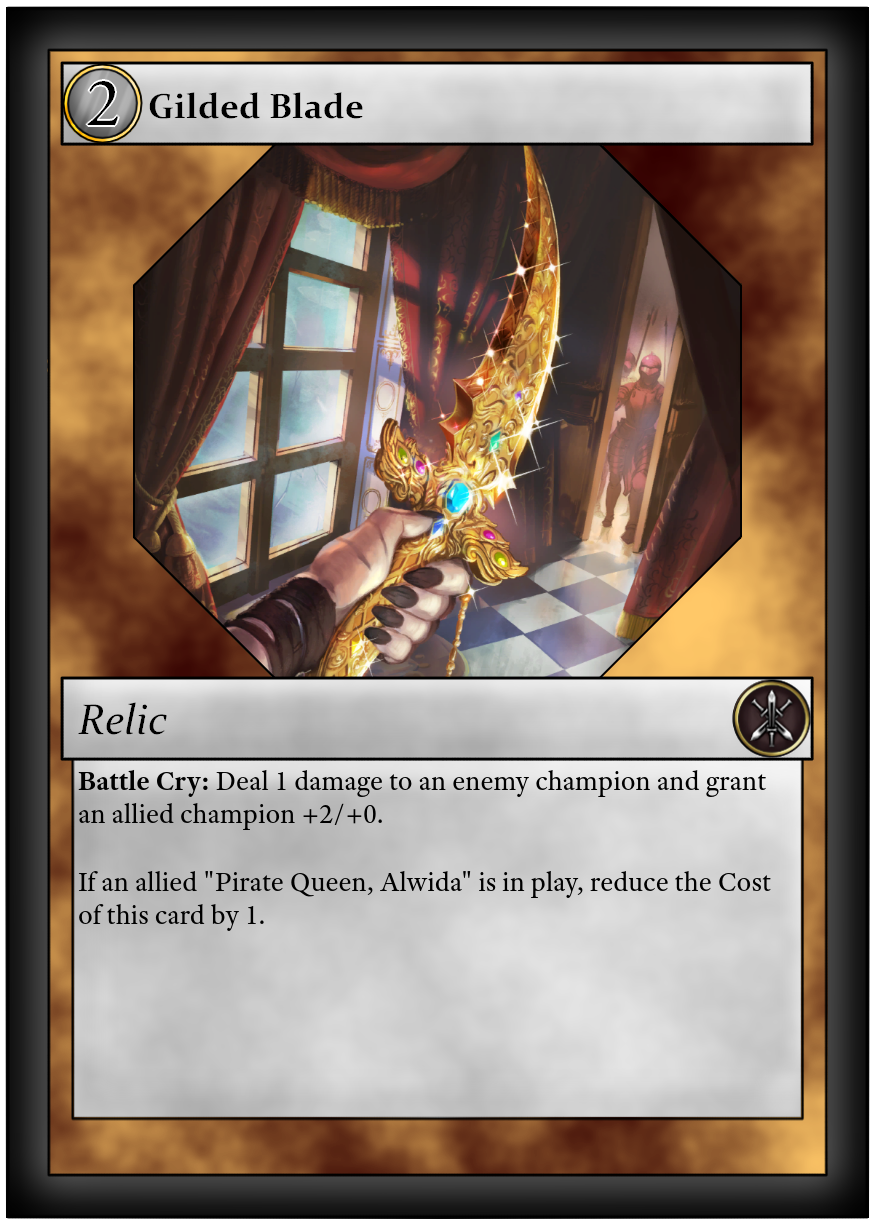 2 Gilded Blade
Relic
Battle Cry: Deal 1 damage to an enemy champion and grant
an allied champion +2/+0.
If an allied "Pirate Queen, Alwida" is in play, reduce the Cost
of this card by 1.